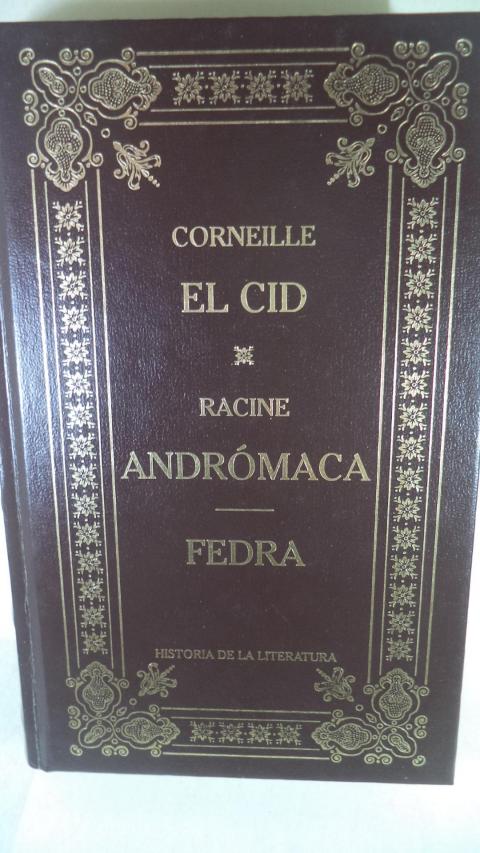 CORNEILLE
EL CID
RACINE
ANDRÓMACA
FEDRA
HISTORIA DE LA LITERATURA